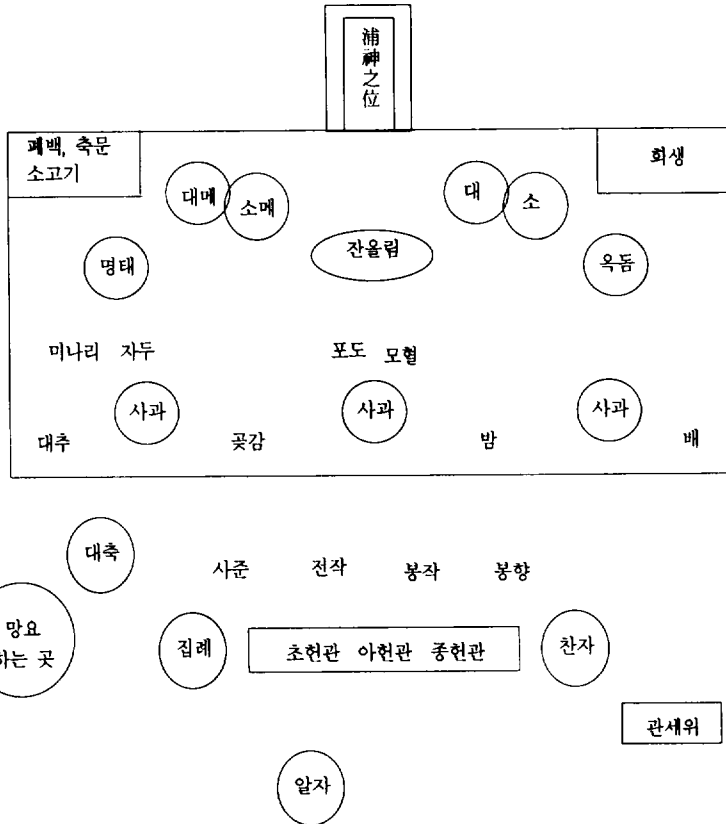 浦神之位
폐백, 축문
소고기
희생
대메 소메
대 소
명태
잔올림
옥돔
미나리 자두
포도 모혈
사과 사과 사과
대추 곶감 밤 배
대축
사준 전작 봉작 봉향
망요
하는 곳
집례
초헌관 아헌관 종헌관
찬자
관세위
알자